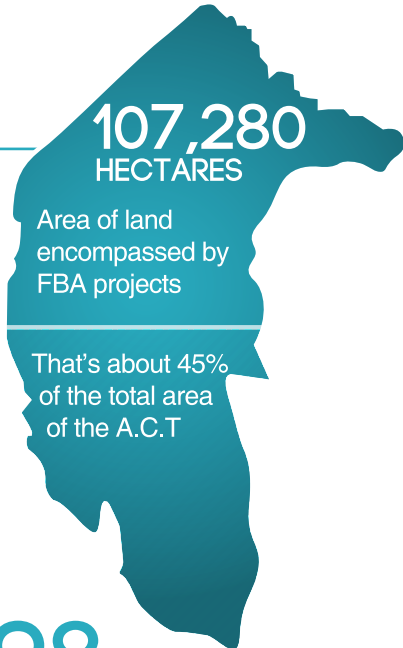 107,280
HECTARES
Area of land
encompassed by
FBA projects
That's about 45%
of the total area
of the A.C.T